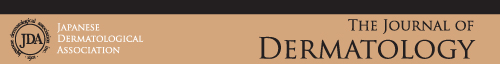 JDA
JAPANESE
DERMATOLOGICAL
ASSOCIATION
THE JOURNAL OF
DERMATOLOGY